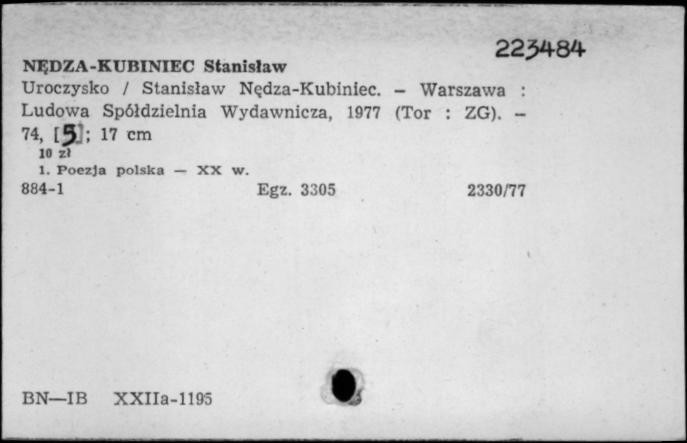 223484
NĘDZA-KUBINIEC Stanisław
Uroczysko / Stanisław Nędza-Kubiniec. — Warszawa :
Ludowa Spółdzielnia Wydawnicza, 1977 (Tor : ZG). —
74, [5]; 17 cm
10 zł
1. Poezja polska — XX w.
884-1 Egz. 3305 2330/77
BN—IB XXIIa-1195